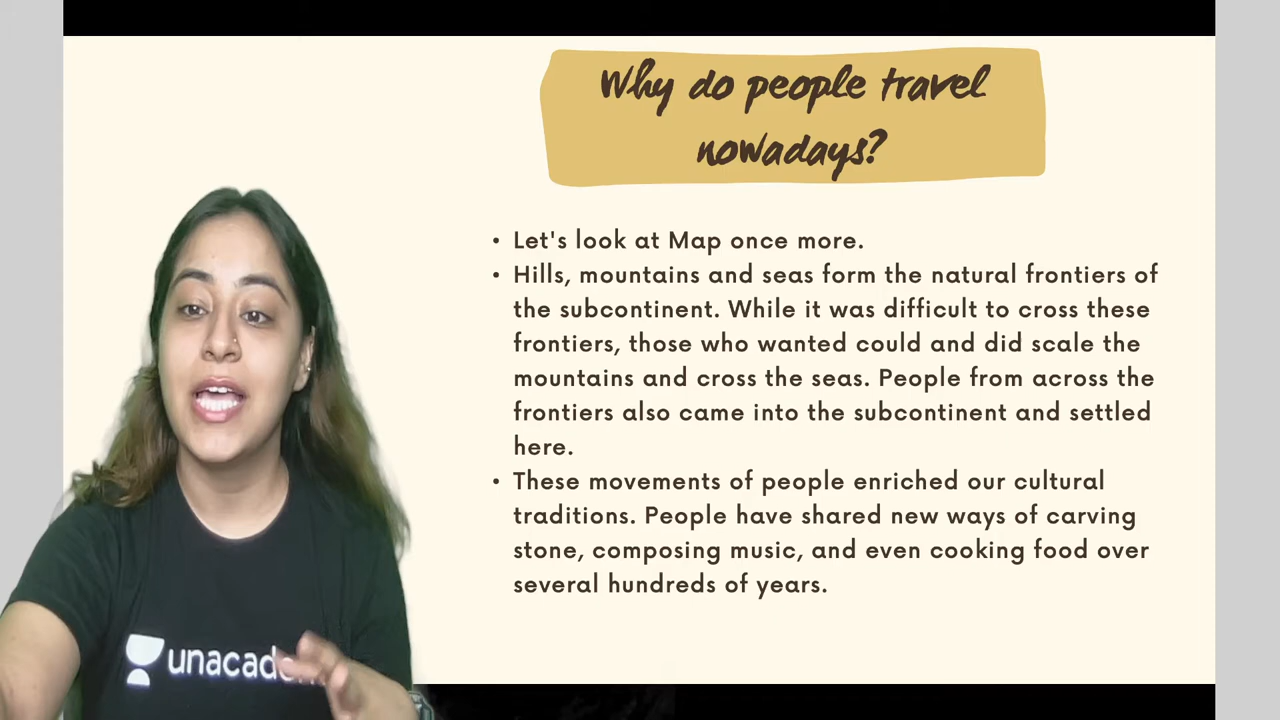 Why do people travel
nowadays?
• Let's look at Map once more.
• Hills, mountains and seas form the natural frontiers of
the subcontinent. While it was difficult to cross these
frontiers, those who wanted could and did scale the
mountains and cross the seas. People from across the
frontiers also came into the subcontinent and settled
here.
• These movements of people enriched our cultural
traditions. People have shared new ways of carving
stone, composing music, and even cooking food over
several hundreds of years.